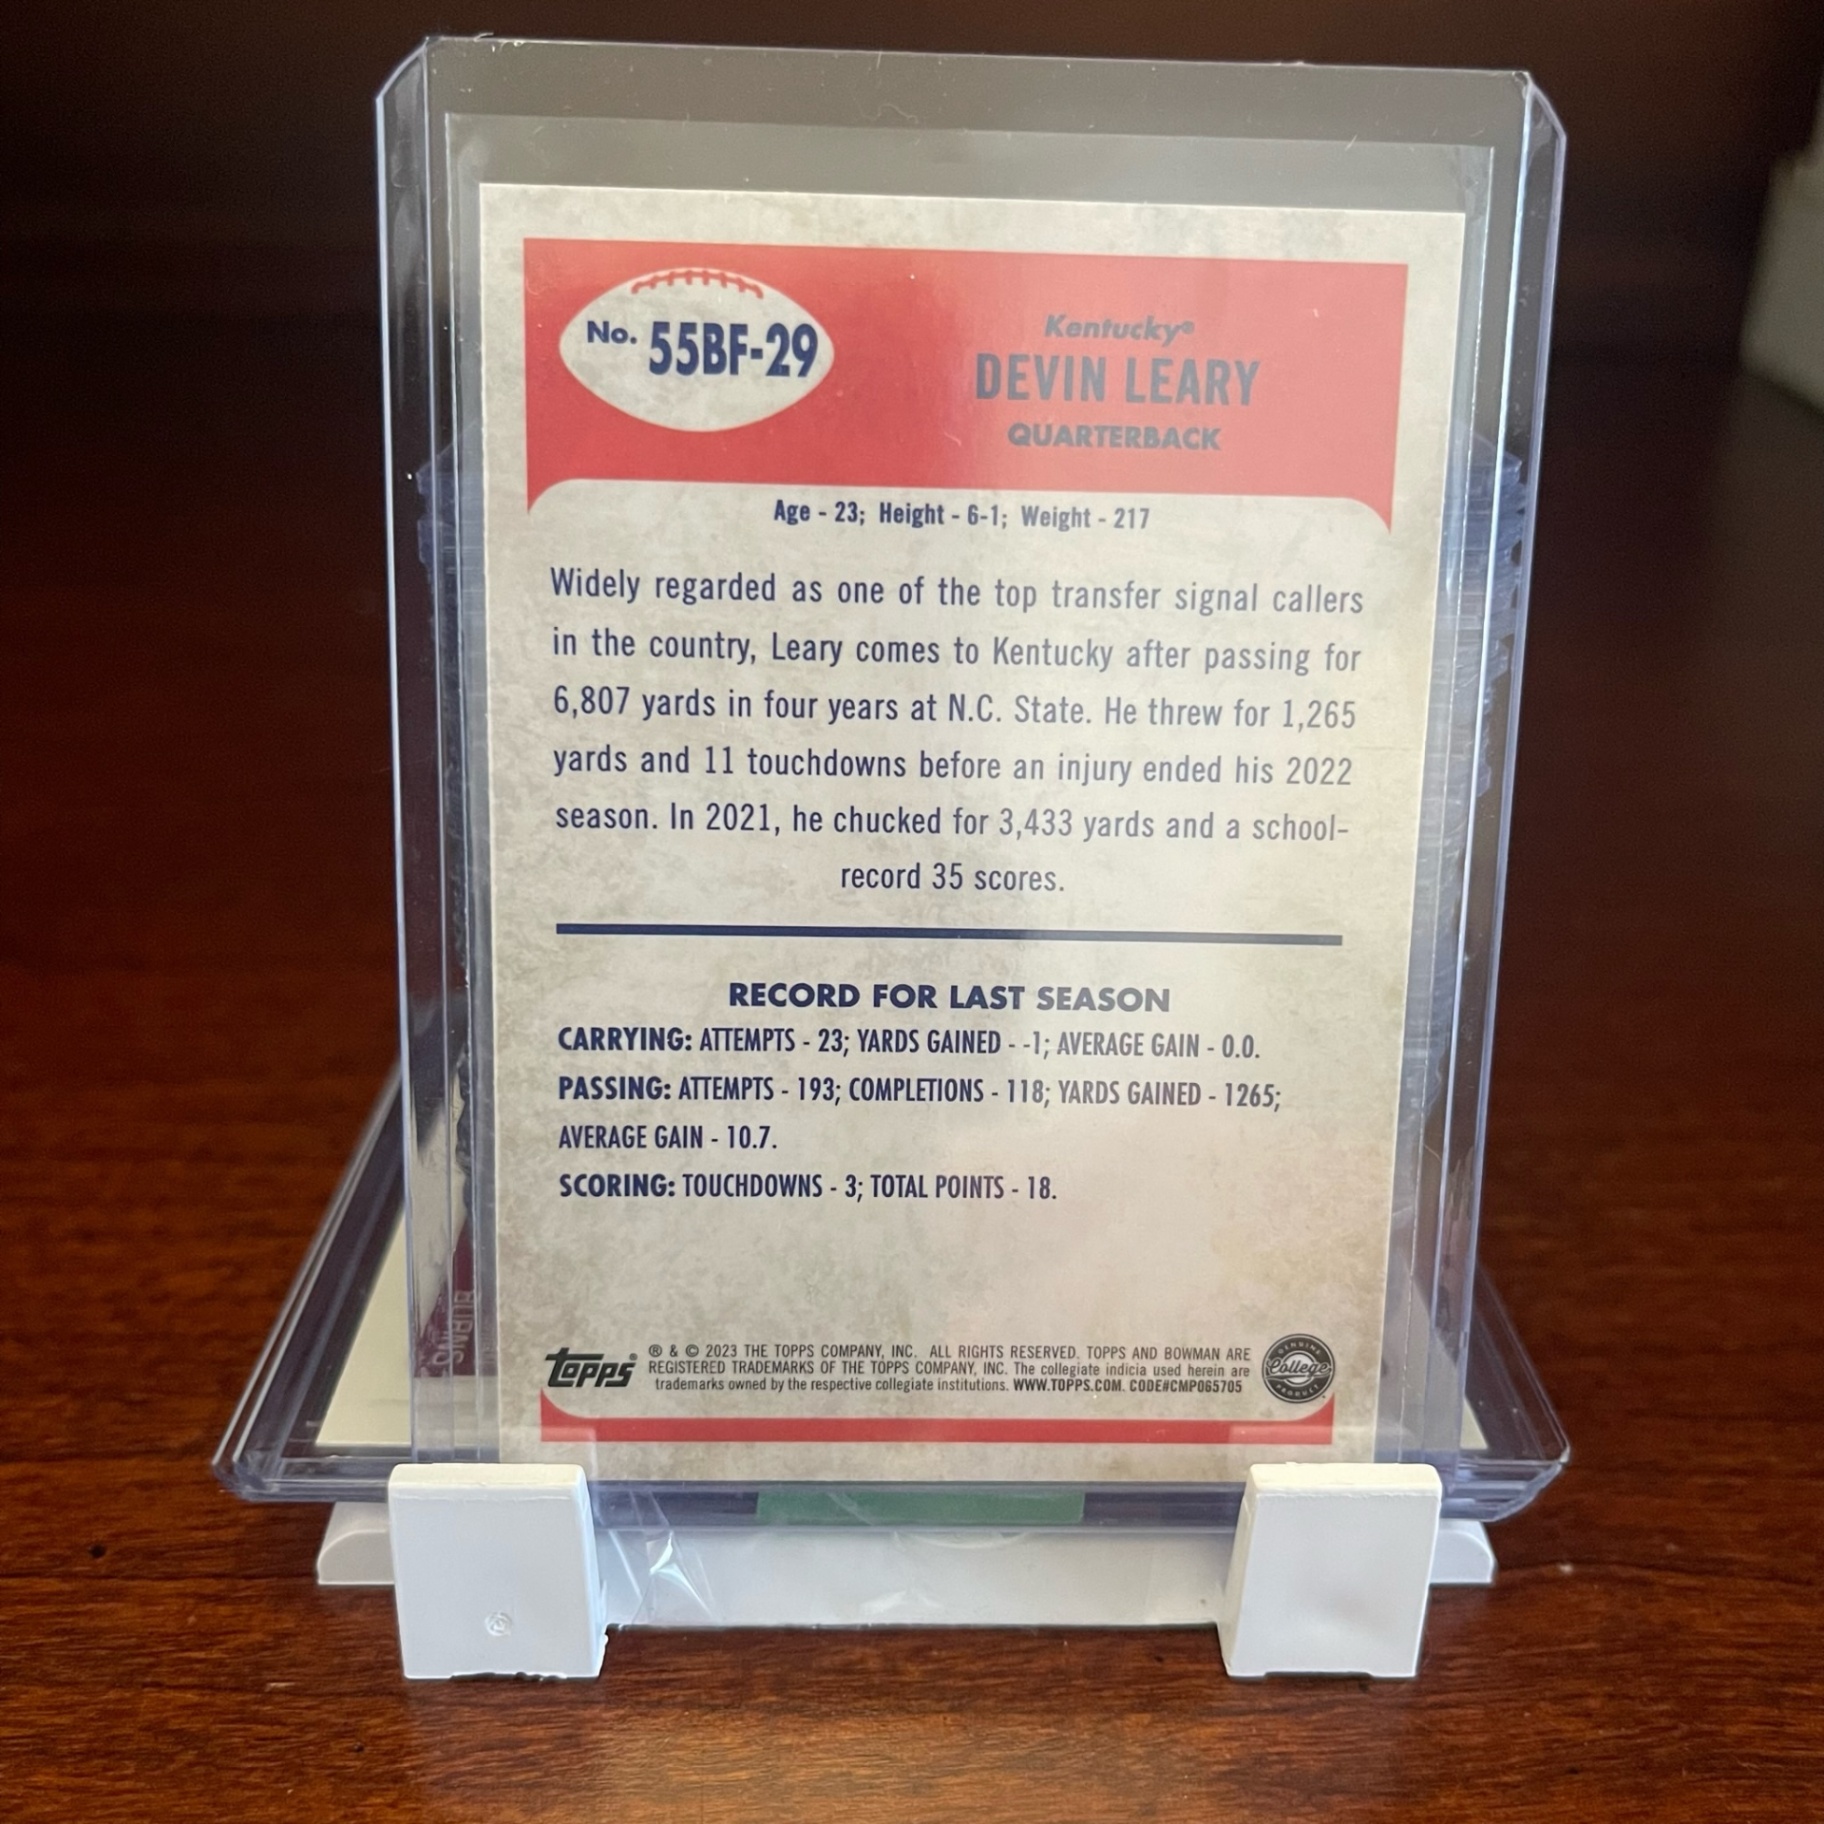 No. 55BF-29
Kentucky®
DEVIN LEARY
QUARTERBACK
Age - 23; Height - 6-1; Weight - 217
Widely regarded as one of the top transfer signal callers
in the country, Leary comes to Kentucky after passing for
6,807 yards in four years at N.C. State. He threw for 1,265
yards and 11 touchdowns before an injury ended his 2022
season. In 2021, he chucked for 3,433 yards and a school-
record 35 scores.
RECORD FOR LAST SEASON
CARRYING: ATTEMPTS - 23; YARDS GAINED - -1; AVERAGE GAIN - 0.0.
PASSING: ATTEMPTS - 193; COMPLETIONS - 118; YARDS GAINED - 1265;
AVERAGE GAIN - 10.7.
SCORING: TOUCHDOWNS - 3; TOTAL POINTS - 18.
topps®
® & © 2023 THE TOPPS COMPANY, INC. ALL RIGHTS RESERVED. TOPPS AND BOWMAN ARE
REGISTERED TRADEMARKS OF THE TOPPS COMPANY, INC. The collegiate indicia used herein are
trademarks owned by the respective collegiate institutions. WWW.TOPPS.COM. CODE#CMP065705
GENUINE
College
PRODUCT